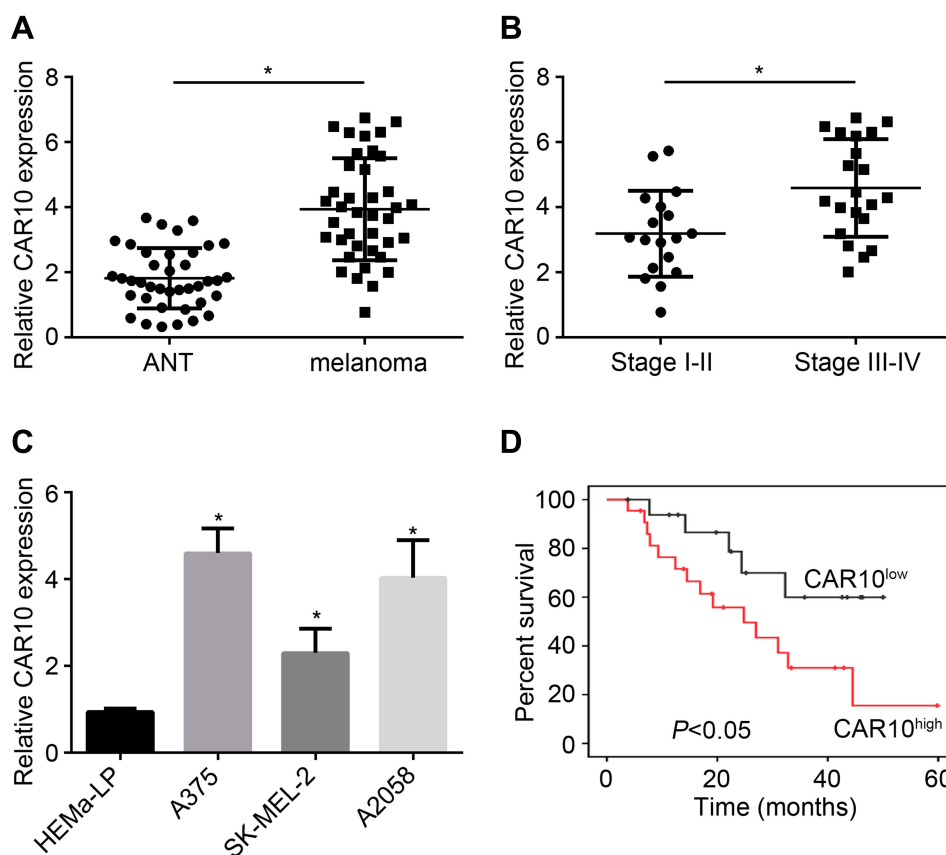 A
Relative CAR10 expression
8
6
4
2
0
*
ANT
melanoma
B
Relative CAR10 expression
8
6
4
2
0
*
Stage I-II
Stage III-IV
C
Relative CAR10 expression
6
4
2
0
*
*
*
HEMa-LP
A375
SK-MEL-2
A2058
D
Percent survival
100
80
60
40
20
0
CAR10low
CAR10high
P<0.05
0
20
40
60
Time (months)